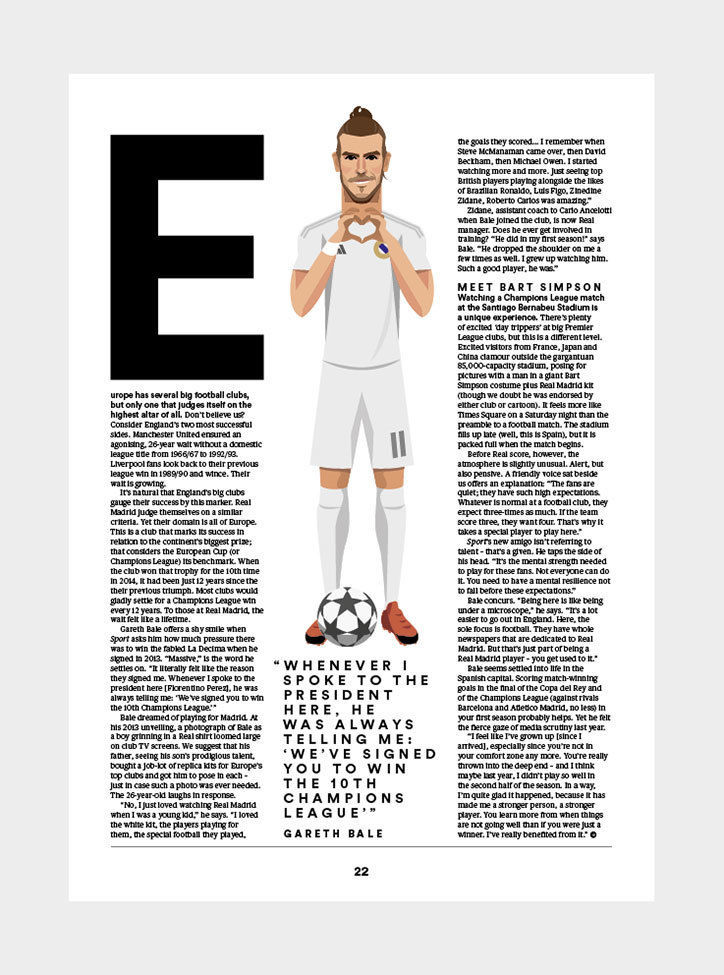 E
urope has several big football clubs,
but only one that judges itself on the
highest altar of all. Don't believe us?
Consider England's two most successful
sides. Manchester United ensured an
agonising, 26-year wait without a domestic
league title from 1966/67 to 1992/93.
Liverpool fans look back to their previous
league win in 1989/90 and wince. Their
wait is growing.
It's natural that England's big clubs
gauge their success by this marker. Real
Madrid judge themselves on a similar
criteria. Yet their domain is all of Europe.
This is a club that marks its success in
relation to the continent's biggest prize;
that considers the European Cup (or
Champions League) its benchmark. When
the club won that trophy for the 10th time
in 2014, it had been just 12 years since the
their previous triumph. Most clubs would
gladly settle for a Champions League win
every 12 years. To those at Real Madrid, the
wait felt like a lifetime.
Gareth Bale offers a shy smile when
Sport asks him how much pressure there
was to win the fabled La Decima when he
signed in 2013. “Massive,” is the word he
settles on. “It literally felt like the reason
they signed me. Whenever I spoke to the
president here [Florentino Perez], he was
always telling me: ‘We've signed you to win
the 10th Champions League.’”
Bale dreamed of playing for Madrid. At
his 2013 unveiling, a photograph of Bale as
a boy grinning in a Real shirt loomed large
on club TV screens. We suggest that his
father, seeing his son's prodigious talent,
bought a job-lot of replica kits for Europe's
top clubs and got him to pose in each –
just in case such a photo was ever needed.
The 26-year-old laughs in response.
“No, I just loved watching Real Madrid
when I was a young kid,” he says. “I loved
the white kit, the players playing for
them, the special football they played,
11
“WHENEVER I
SPOKE TO THE
PRESIDENT
HERE, HE
WAS ALWAYS
TELLING ME:
‘WE'VE SIGNED
YOU TO WIN
THE 10TH
CHAMPIONS
LEAGUE’”
GARETH BALE
the goals they scored... I remember when
Steve McManaman came over, then David
Beckham, then Michael Owen. I started
watching more and more. Just seeing top
British players playing alongside the likes
of Brazilian Ronaldo, Luis Figo, Zinedine
Zidane, Roberto Carlos was amazing.”
Zidane, assistant coach to Carlo Ancelotti
when Bale joined the club, is now Real
manager. Does he ever get involved in
training? “He did in my first season!” says
Bale. “He dropped the shoulder on me a
few times as well. I grew up watching him.
Such a good player, he was.”
MEET BART SIMPSON
Watching a Champions League match
at the Santiago Bernabeu Stadium is
a unique experience. There's plenty
of excited ‘day trippers’ at big Premier
League clubs, but this is a different level.
Excited visitors from France, Japan and
China clamour outside the gargantuan
85,000-capacity stadium, posing for
pictures with a man in a giant Bart
Simpson costume plus Real Madrid kit
(though we doubt he was endorsed by
either club or cartoon). It feels more like
Times Square on a Saturday night than the
preamble to a football match. The stadium
fills up late (well, this is Spain), but it is
packed full when the match begins.
Before Real score, however, the
atmosphere is slightly unusual. Alert, but
also pensive. A friendly voice sat beside
us offers an explanation: “The fans are
quiet; they have such high expectations.
Whatever is normal at a football club, they
expect three-times as much. If the team
score three, they want four. That's why it
takes a special player to play here.”
Sport's new amigo isn't referring to
talent – that's a given. He taps the side of
his head. “It's the mental strength needed
to play for these fans. Not everyone can do
it. You need to have a mental resilience not
to fall before these expectations.”
Bale concurs. “Being here is like being
under a microscope,” he says. “It's a lot
easier to go out in England. Here, the
sole focus is football. They have whole
newspapers that are dedicated to Real
Madrid. But that's just part of being a
Real Madrid player – you get used to it.”
Bale seems settled into life in the
Spanish capital. Scoring match-winning
goals in the final of the Copa del Rey and
of the Champions League (against rivals
Barcelona and Atletico Madrid, no less) in
your first season probably helps. Yet he felt
the fierce gaze of media scrutiny last year.
“I feel like I've grown up [since I
arrived], especially since you're not in
your comfort zone any more. You're really
thrown into the deep end – and I think
maybe last year, I didn't play so well in
the second half of the season. In a way,
I'm quite glad it happened, because it has
made me a stronger person, a stronger
player. You learn more from when things
are not going well than if you were just a
winner. I've really benefited from it.”
22